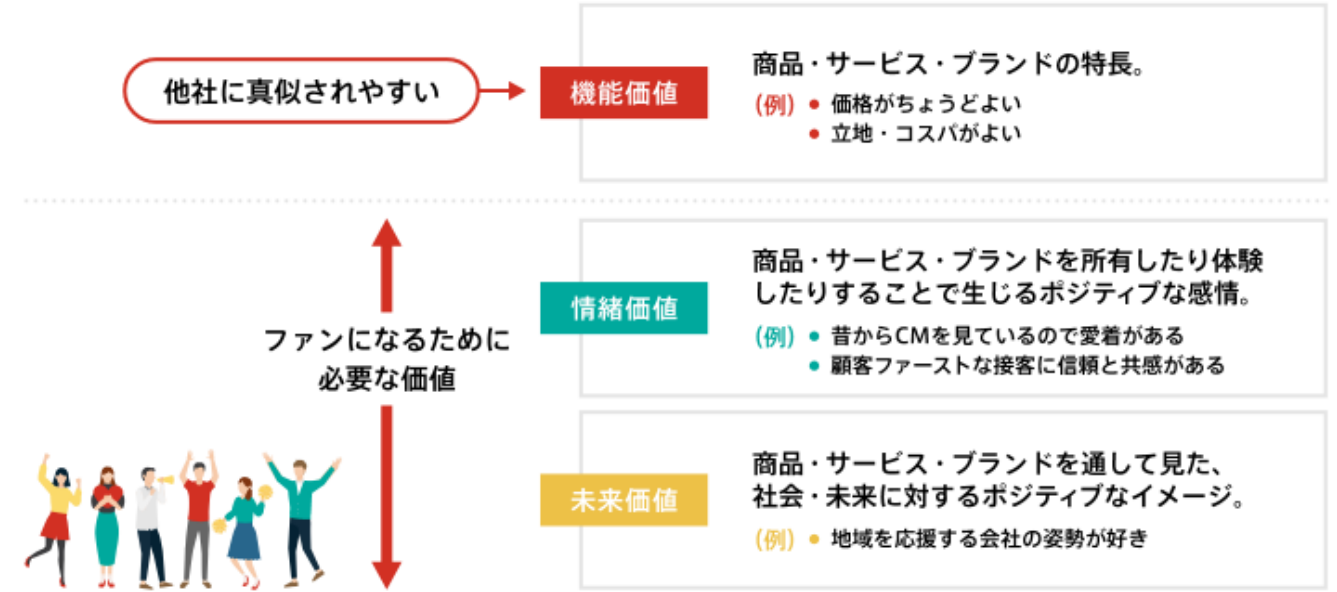 他社に真似されやすい
機能価値
商品・サービス・ブランドの特長。
(例) ● 価格がちょうどよい
● 立地・コスパがよい
ファンになるために
必要な価値
情緒価値
商品・サービス・ブランドを所有したり体験
したりすることで生じるポジティブな感情。
(例) ● 昔からCMを見ているので愛着がある
● 顧客ファーストな接客に信頼と共感がある
未来価値
商品・サービス・ブランドを通して見た、
社会・未来に対するポジティブなイメージ。
(例) ● 地域を応援する会社の姿勢が好き